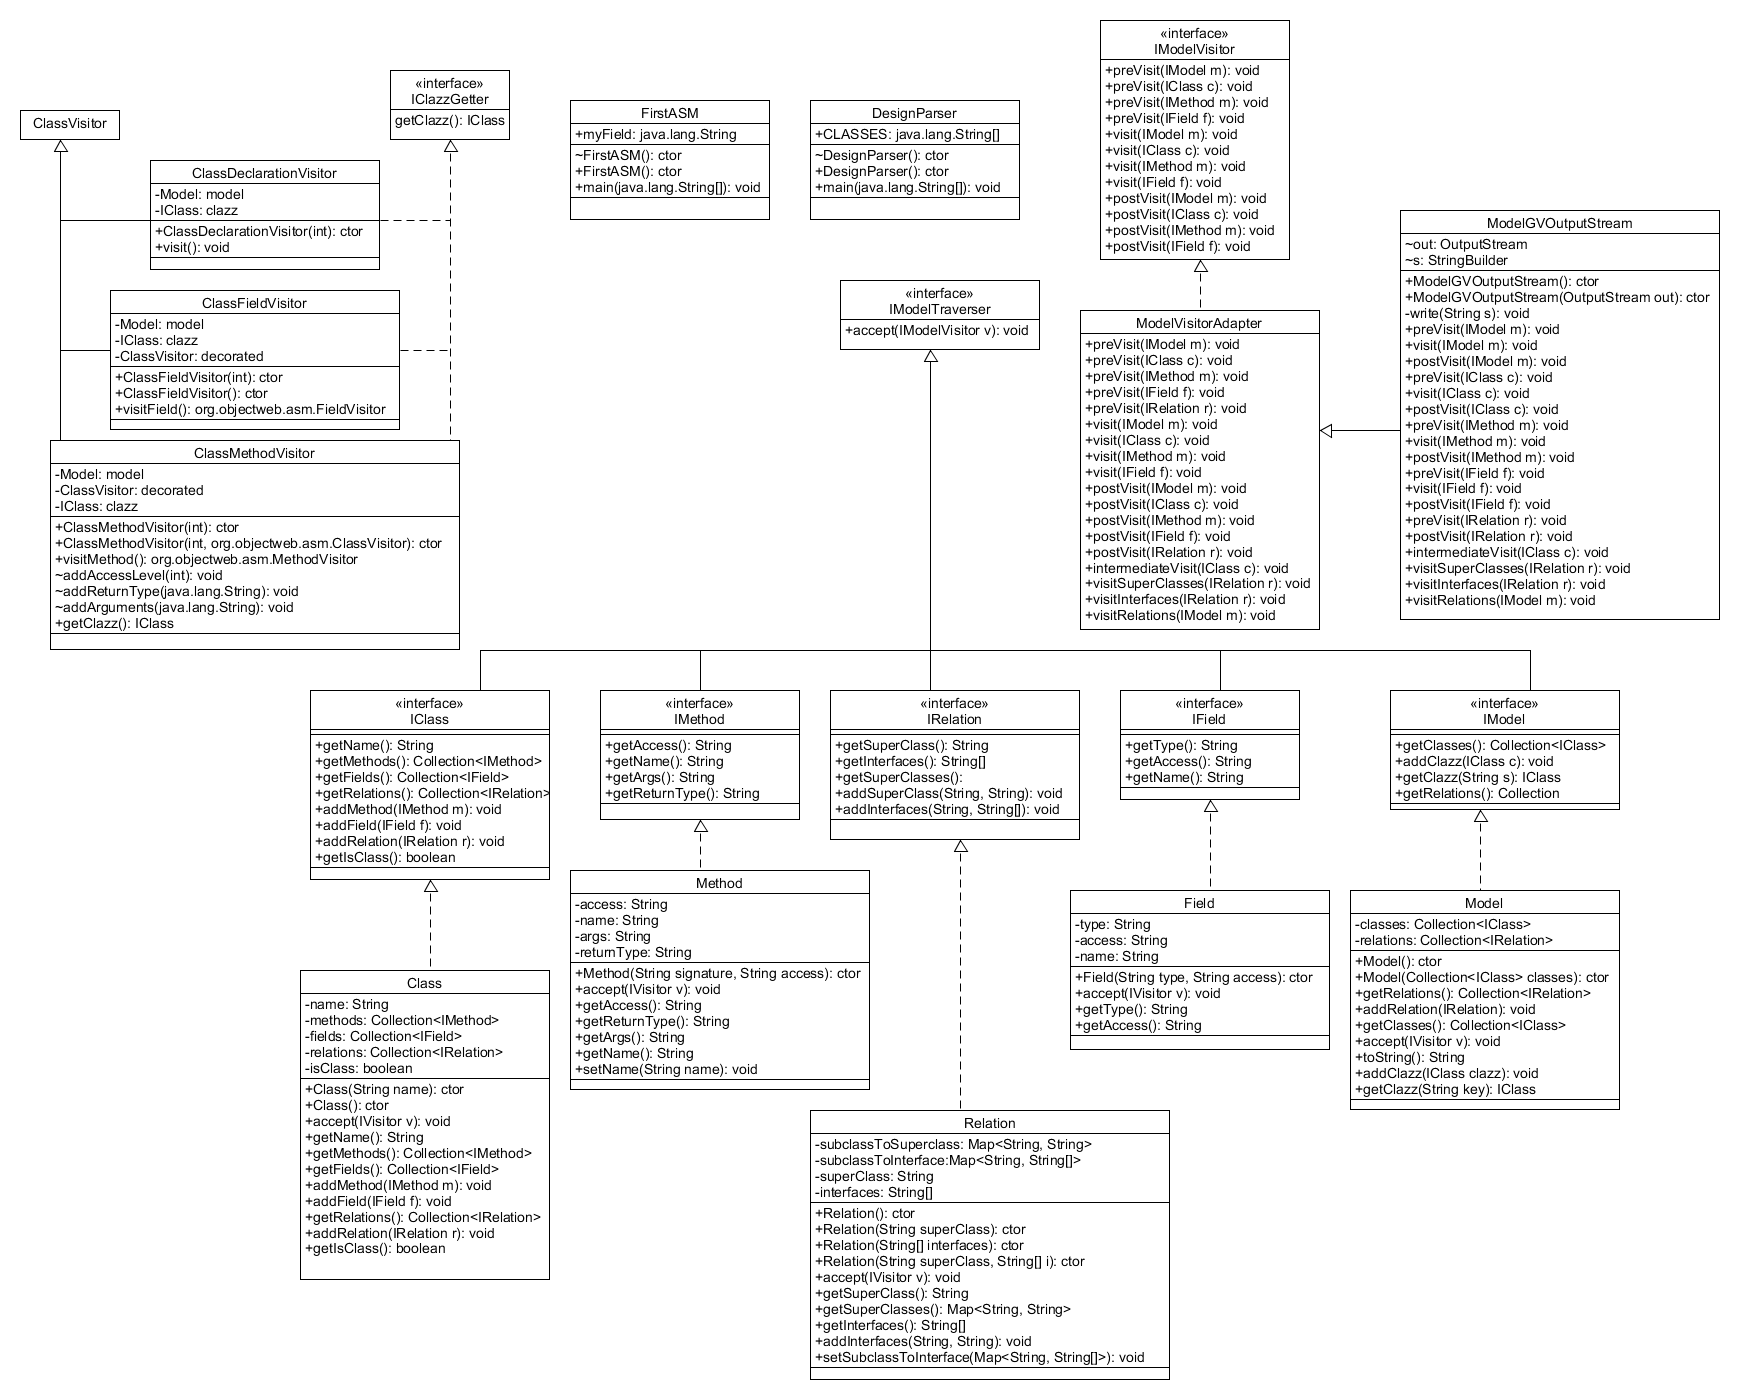 ClassVisitor
«interface»
IClazzGetter
getClazz(): IClass
ClassDeclarationVisitor
-Model: model
-IClass: clazz
+ClassDeclarationVisitor(int): ctor
+visit(): void
ClassFieldVisitor
-Model: model
-IClass: clazz
-ClassVisitor: decorated
+ClassFieldVisitor(int): ctor
+ClassFieldVisitor(): ctor
+visitField(): org.objectweb.asm.FieldVisitor
ClassMethodVisitor
-Model: model
-ClassVisitor: decorated
-IClass: clazz
+ClassMethodVisitor(int): ctor
+ClassMethodVisitor(int, org.objectweb.asm.ClassVisitor): ctor
+visitMethod(): org.objectweb.asm.MethodVisitor
~addAccessLevel(int): void
~addReturnType(java.lang.String): void
~addArguments(java.lang.String): void
+getClazz(): IClass
FirstASM
+myField: java.lang.String
~FirstASM(): ctor
+FirstASM(): ctor
+main(java.lang.String[]): void
DesignParser
+CLASSES: java.lang.String[]
~DesignParser(): ctor
+DesignParser(): ctor
+main(java.lang.String[]): void
«interface»
IModelVisitor
+preVisit(IModel m): void
+preVisit(IClass c): void
+preVisit(IMethod m): void
+preVisit(IField f): void
+visit(IModel m): void
+visit(IClass c): void
+visit(IMethod m): void
+visit(IField f): void
+postVisit(IModel m): void
+postVisit(IClass c): void
+postVisit(IMethod m): void
+postVisit(IField f): void
«interface»
IModelTraverser
+accept(IModelVisitor v): void
ModelVisitorAdapter
+preVisit(IModel m): void
+preVisit(IClass c): void
+preVisit(IMethod m): void
+preVisit(IField f): void
+preVisit(IRelation r): void
+visit(IModel m): void
+visit(IClass c): void
+visit(IMethod m): void
+visit(IField f): void
+postVisit(IModel m): void
+postVisit(IClass c): void
+postVisit(IMethod m): void
+postVisit(IField f): void
+postVisit(IRelation r): void
+intermediateVisit(IClass c): void
+visitSuperClasses(IRelation r): void
+visitInterfaces(IRelation r): void
+visitRelations(IModel m): void
ModelGVOutputStream
~out: OutputStream
~s: StringBuilder
+ModelGVOutputStream(): ctor
+ModelGVOutputStream(OutputStream out): ctor
-write(String s): void
+preVisit(IModel m): void
+visit(IModel m): void
+postVisit(IModel m): void
+preVisit(IClass c): void
+visit(IClass c): void
+postVisit(IClass c): void
+preVisit(IMethod m): void
+visit(IMethod m): void
+postVisit(IMethod m): void
+preVisit(IField f): void
+visit(IField f): void
+postVisit(IField f): void
+preVisit(IRelation r): void
+postVisit(IRelation r): void
+intermediateVisit(IClass c): void
+visitSuperClasses(IRelation r): void
+visitInterfaces(IRelation r): void
+visitRelations(IModel m): void
«interface»
IClass
+getName(): String
+getMethods(): Collection<IMethod>
+getFields(): Collection<IField>
+getRelations(): Collection<IRelation>
+addMethod(IMethod m): void
+addField(IField f): void
+addRelation(IRelation r): void
+getIsClass(): boolean
«interface»
IMethod
+getAccess(): String
+getName(): String
+getArgs(): String
+getReturnType(): String
«interface»
IRelation
+getSuperClass(): String
+getInterfaces(): String[]
+getSuperClasses():
+addSuperClass(String, String): void
+addInterfaces(String, String[]): void
«interface»
IField
+getType(): String
+getAccess(): String
+getName(): String
«interface»
IModel
+getClasses(): Collection<IClass>
+addClazz(IClass c): void
+getClazz(String s): IClass
+getRelations(): Collection
Class
-name: String
-methods: Collection<IMethod>
-fields: Collection<IField>
-relations: Collection<IRelation>
-isClass: boolean
+Class(String name): ctor
+Class(): ctor
+accept(IVisitor v): void
+getName(): String
+getMethods(): Collection<IMethod>
+getFields(): Collection<IField>
+addMethod(IMethod m): void
+addField(IField f): void
+getRelations(): Collection<IRelation>
+addRelation(IRelation r): void
+getIsClass(): boolean
Method
-access: String
-name: String
-args: String
-returnType: String
+Method(String signature, String access): ctor
+accept(IVisitor v): void
+getAccess(): String
+getReturnType(): String
+getArgs(): String
+getName(): String
+setName(String name): void
Relation
-subclassToSuperclass: Map<String, String>
-subclassToInterface:Map<String, String[]>
-superClass: String
-interfaces: String[]
+Relation(): ctor
+Relation(String superClass): ctor
+Relation(String[] interfaces): ctor
+Relation(String superClass, String[] i): ctor
+accept(IVisitor v): void
+getSuperClass(): String
+getSuperClasses(): Map<String, String>
+getInterfaces(): String[]
+addInterfaces(String, String): void
+setSubclassToInterface(Map<String, String[]>): void
Field
-type: String
-access: String
-name: String
+Field(String type, String access): ctor
+accept(IVisitor v): void
+getType(): String
+getAccess(): String
Model
-classes: Collection<IClass>
-relations: Collection<IRelation>
+Model(): ctor
+Model(Collection<IClass> classes): ctor
+getRelations(): Collection<IRelation>
+addRelation(IRelation): void
+getClasses(): Collection<IClass>
+accept(IVisitor v): void
+toString(): String
+addClazz(IClass clazz): void
+getClazz(String key): IClass